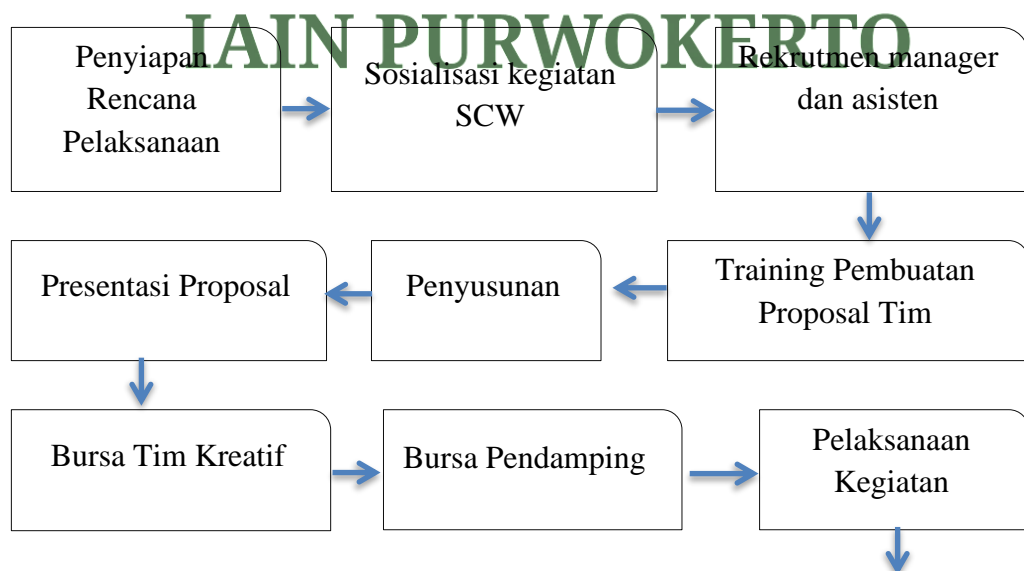 IAIN PURWOKERTO
Penyiapan
Rencana
Pelaksanaan
Sosialisasi kegiatan
SCW
Rekrutmen manager
dan asisten
Training Pembuatan
Proposal Tim
Penyusunan
Presentasi Proposal
Bursa Tim Kreatif
Bursa Pendamping
Pelaksanaan
Kegiatan